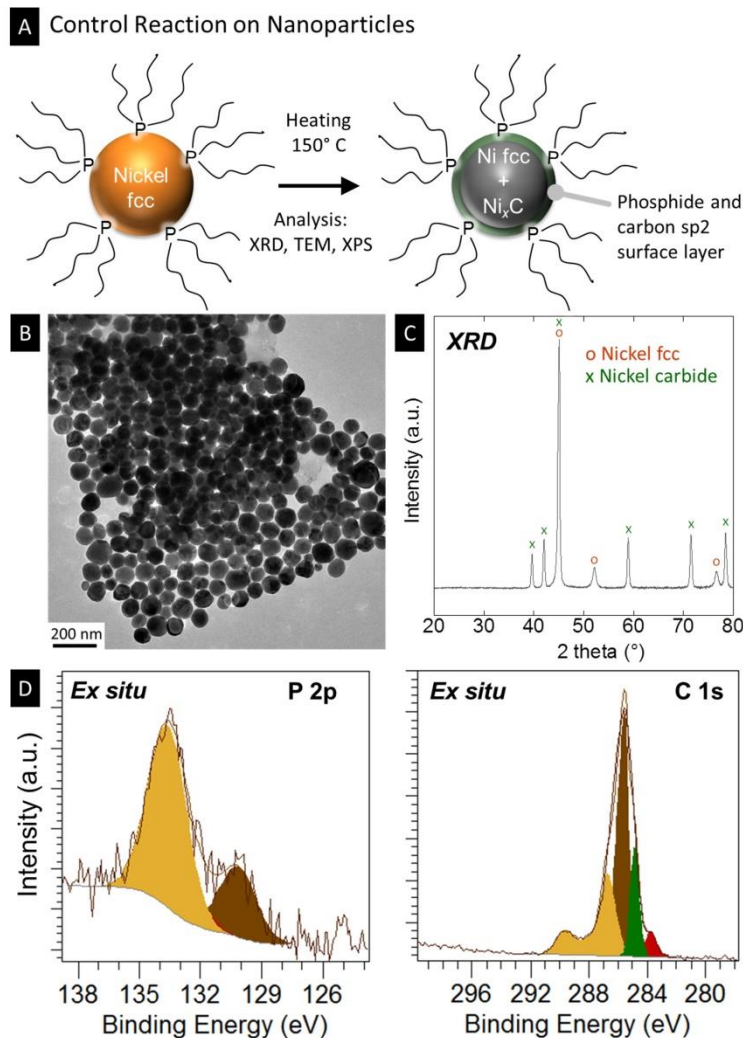 A Control Reaction on Nanoparticles
P
P
P
P
P
Nickel
fcc
Heating
150° C
Analysis:
XRD, TEM, XPS
P
P
P
P
P
Ni fcc
+
NixC
Phosphide and
carbon sp2
surface layer
B
200 nm
C
XRD
o Nickel fcc
x Nickel carbide
x
o
x
x
o
x
x
o
x
Intensity (a.u.)
20 30 40 50 60 70 80
2 theta (°)
D
Ex situ P 2p
Intensity (a.u.)
138 135 132 129 126
Binding Energy (eV)
Ex situ C 1s
296 292 288 284 280
Binding Energy (eV)